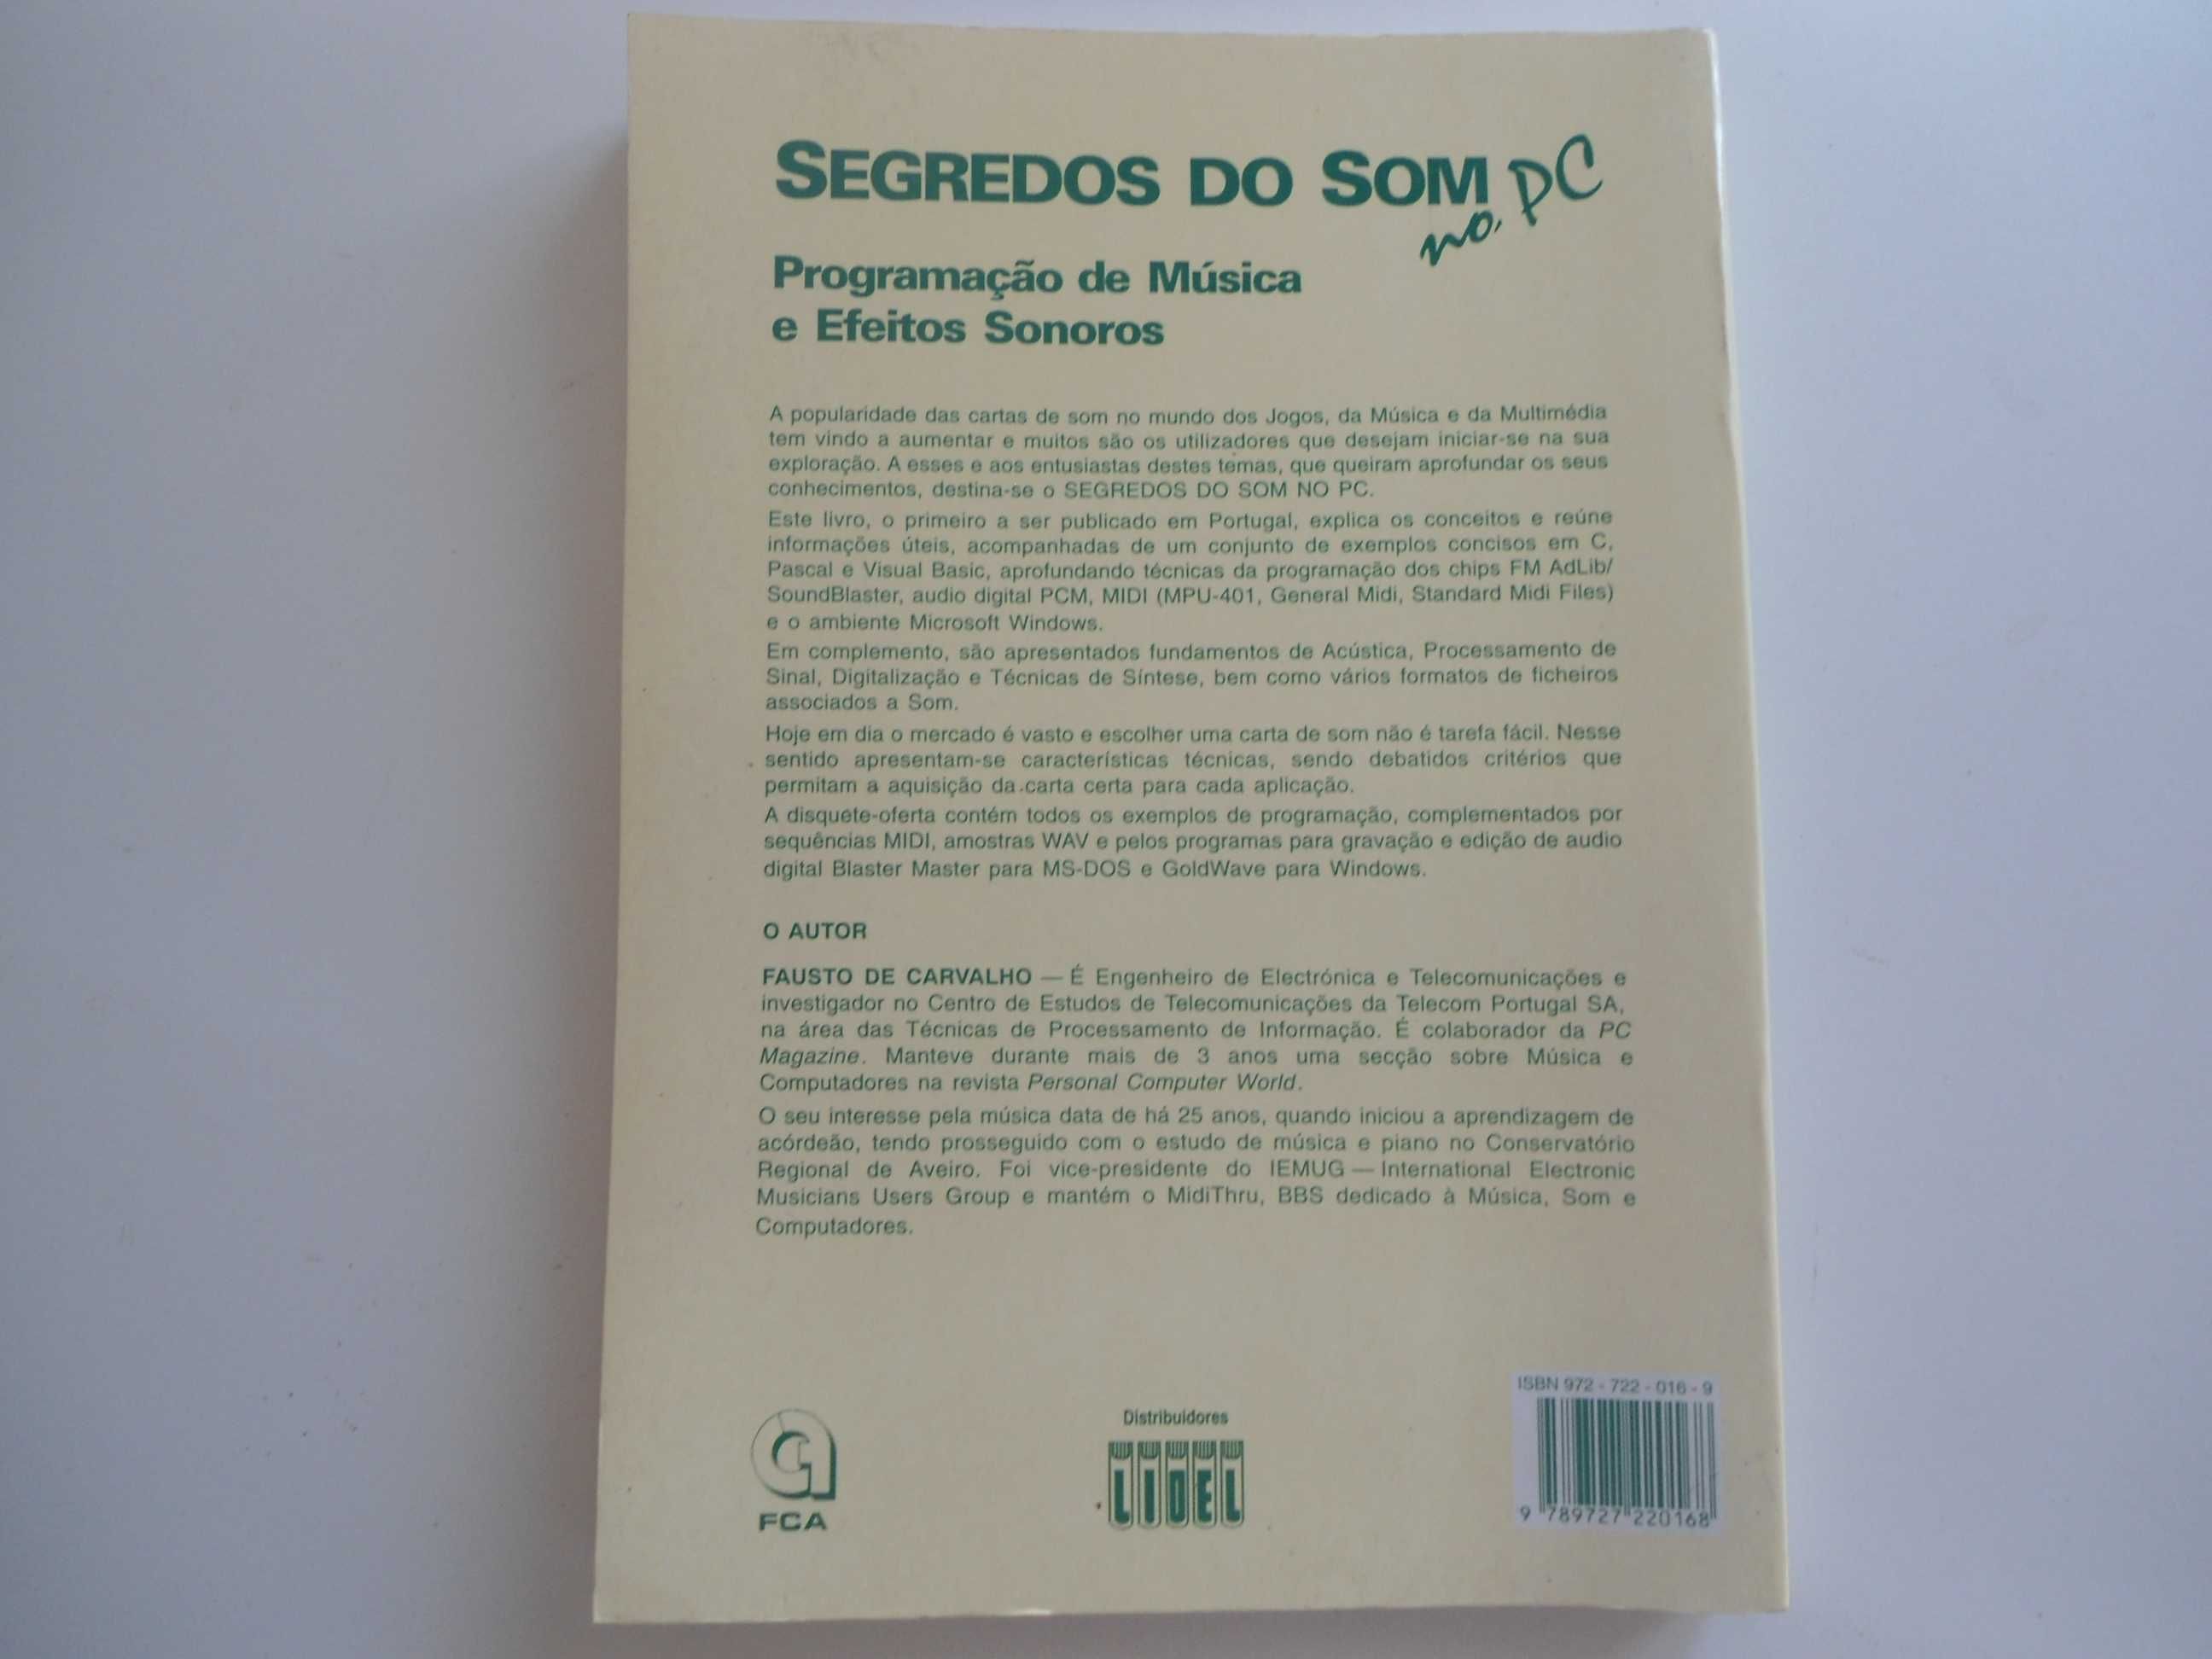 SEGREDOS DO SOM no PC
Programação de Música
e Efeitos Sonoros
A popularidade das cartas de som no mundo dos Jogos, da Música e da Multimédia
tem vindo a aumentar e muitos são os utilizadores que desejam iniciar-se na sua
exploração. A esses e aos entusiastas destes temas, que queiram aprofundar os seus
conhecimentos, destina-se o SEGREDOS DO SOM NO PC.
Este livro, o primeiro a ser publicado em Portugal, explica os conceitos e reúne
informações úteis, acompanhadas de um conjunto de exemplos concisos em C,
Pascal e Visual Basic, aprofundando técnicas da programação dos chips FM AdLib/
SoundBlaster, audio digital PCM, MIDI (MPU-401, General Midi, Standard Midi Files)
e o ambiente Microsoft Windows.
Em complemento, são apresentados fundamentos de Acústica, Processamento de
Sinal, Digitalização e Técnicas de Síntese, bem como vários formatos de ficheiros
associados a Som.
Hoje em dia o mercado é vasto e escolher uma carta de som não é tarefa fácil. Nesse
sentido apresentam-se características técnicas, sendo debatidos critérios que
permitam a aquisição da carta certa para cada aplicação.
A disquete-oferta contém todos os exemplos de programação, complementados por
sequências MIDI, amostras WAV e pelos programas para gravação e edição de audio
digital Blaster Master para MS-DOS e GoldWave para Windows.
O AUTOR
FAUSTO DE CARVALHO — É Engenheiro de Electrónica e Telecomunicações e
investigador no Centro de Estudos de Telecomunicações da Telecom Portugal SA,
na área das Técnicas de Processamento de Informação. É colaborador da PC
Magazine. Manteve durante mais de 3 anos uma secção sobre Música e
Computadores na revista Personal Computer World.
O seu interesse pela música data de há 25 anos, quando iniciou a aprendizagem de
acórdeão, tendo prosseguido com o estudo de música e piano no Conservatório
Regional de Aveiro. Foi vice-presidente do IEMUG — International Electronic
Musicians Users Group e mantém o MidiThru, BBS dedicado à Música, Som e
Computadores.
FCA
Distribuidores
LIDEL
ISBN 972 - 722 - 016 - 9
9 789727 220168